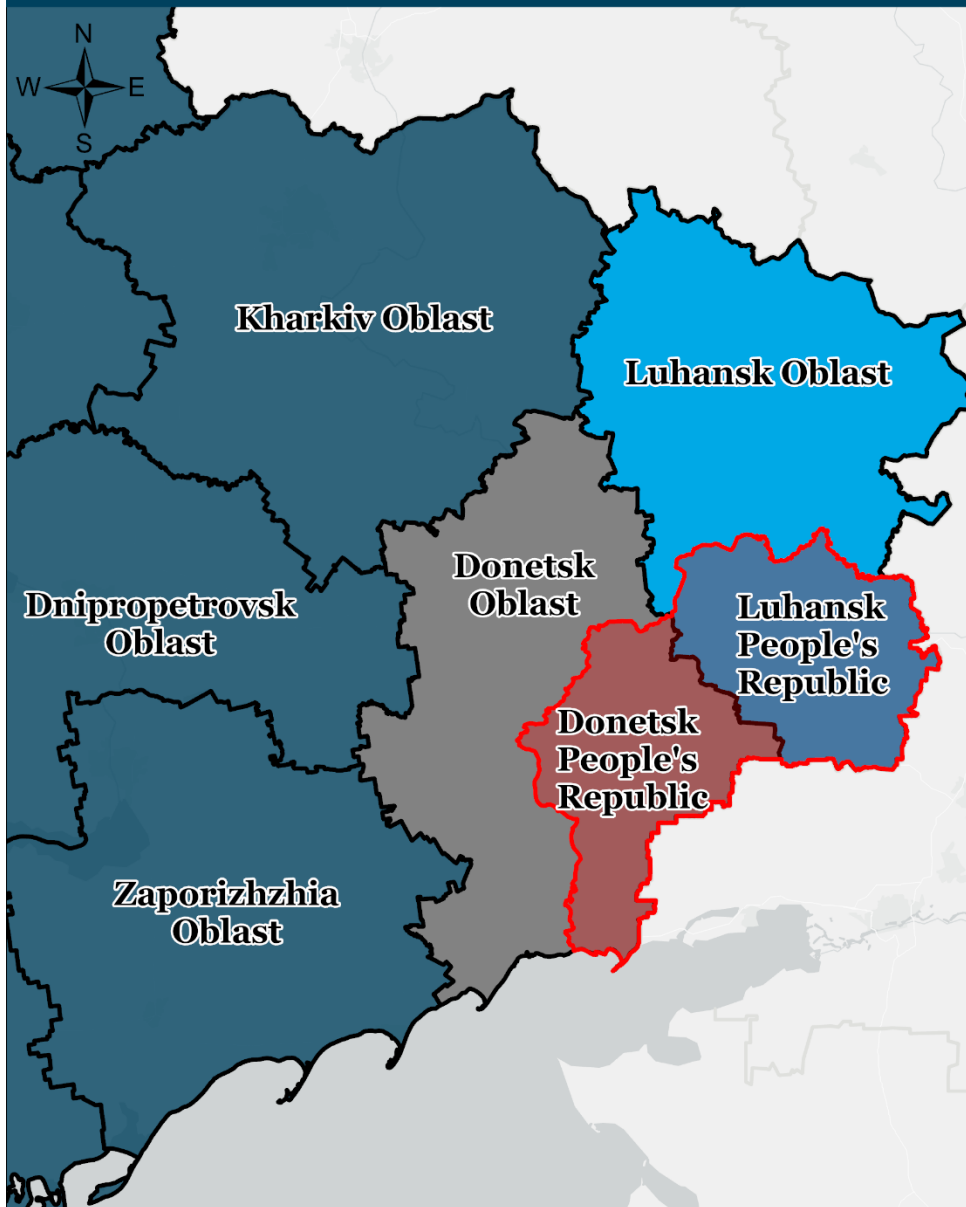 N
W E
S
Kharkiv Oblast
Luhansk Oblast
Donetsk
Oblast
Dnipropetrovsk
Oblast
Luhansk
People's
Republic
Donetsk
People's
Republic
Zaporizhzhia
Oblast